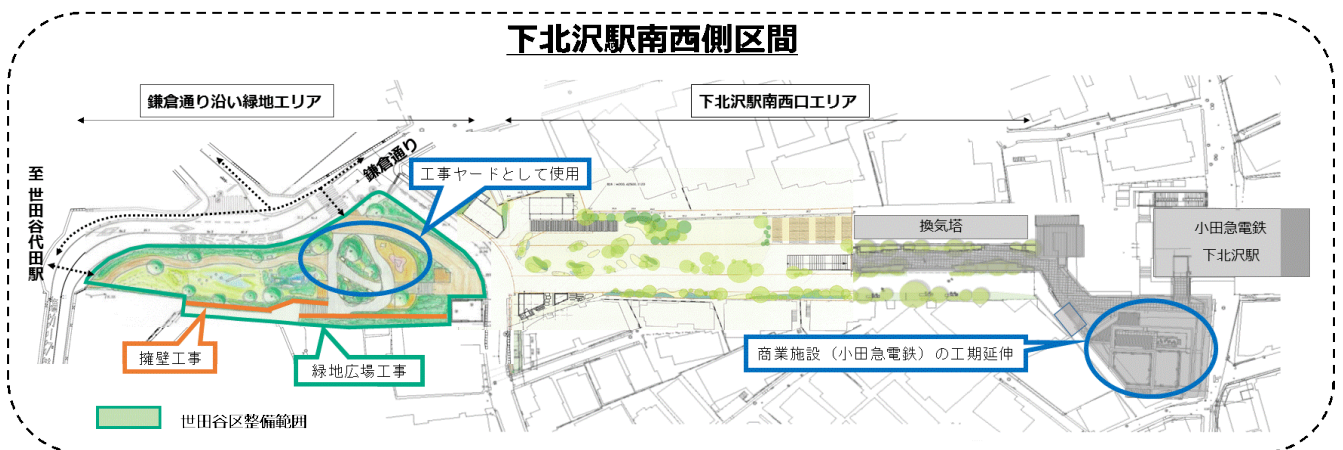 下北沢駅南西側区間
鎌倉通り沿い緑地エリア
下北沢駅南西口エリア
至 世田谷代田駅
鎌倉通り
工事ヤードとして使用
換気塔
小田急電鉄
下北沢駅
擁壁工事
緑地広場工事
商業施設（小田急電鉄）の工期延伸
世田谷区整備範囲